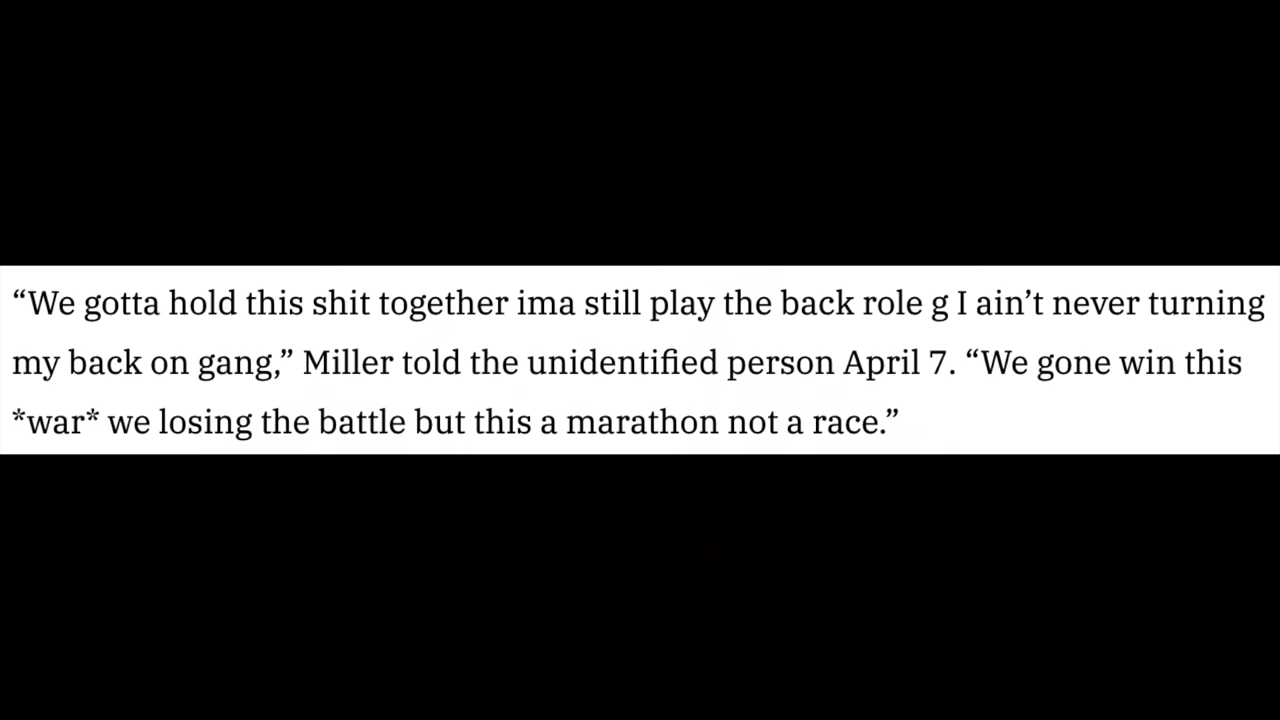 “We gotta hold this shit together ima still play the back role g I ain’t never turning
my back on gang,” Miller told the unidentified person April 7. “We gone win this
*war* we losing the battle but this a marathon not a race.”